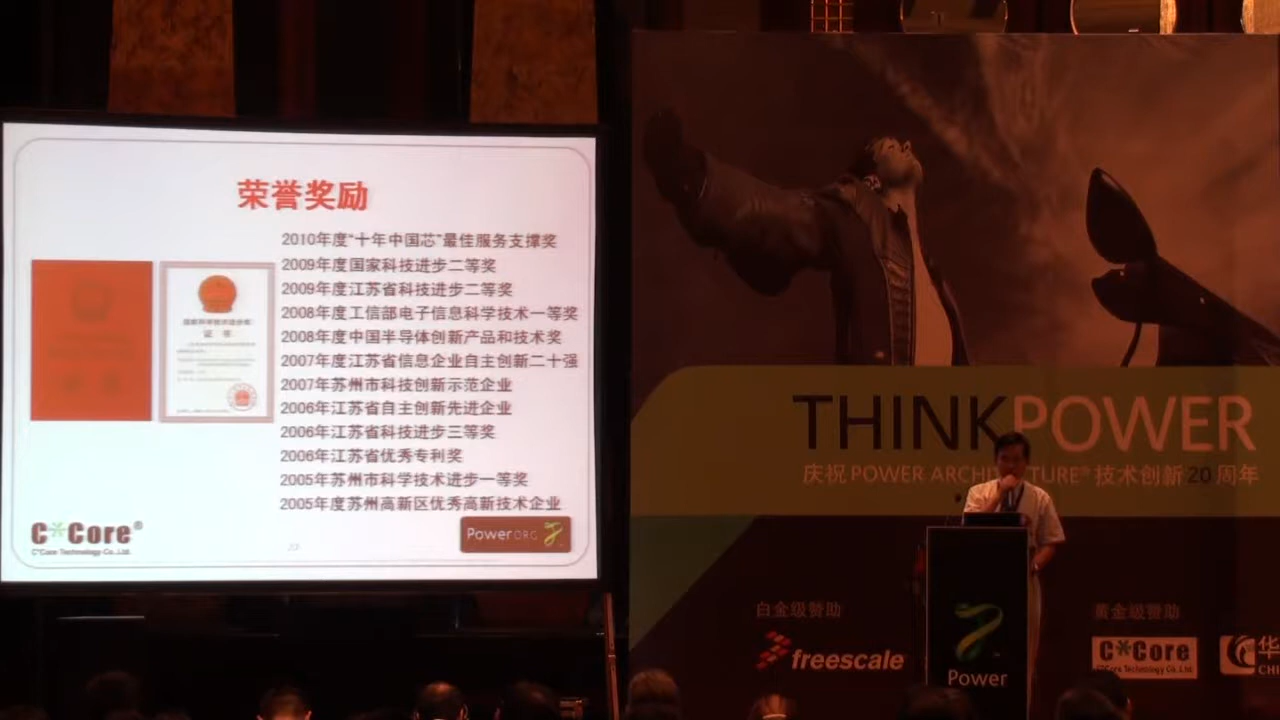 荣誉奖励
2010年度“十年中国芯”最佳服务支撑奖
2009年度国家科技进步二等奖
2009年度江苏省科技进步二等奖
2008年度工信部电子信息科学技术一等奖
2008年度中国半导体创新产品和技术奖
2007年度江苏省信息企业自主创新二十强
2007年苏州市科技创新示范企业
2006年江苏省自主创新先进企业
2006年江苏省科技进步三等奖
2006年江苏省优秀专利奖
2005年苏州市科学技术进步一等奖
2005年度苏州高新区优秀高新技术企业
证书
C*Core®
C*Core Technology Co.,Ltd.
Power ORG
THINKPOWER
庆祝 POWER ARCHITECTURE® 技术创新 20 周年
白金级赞助
freescale
黄金级赞助
C*Core
C*Core Technology Co.,Ltd.
华
CHI
Power